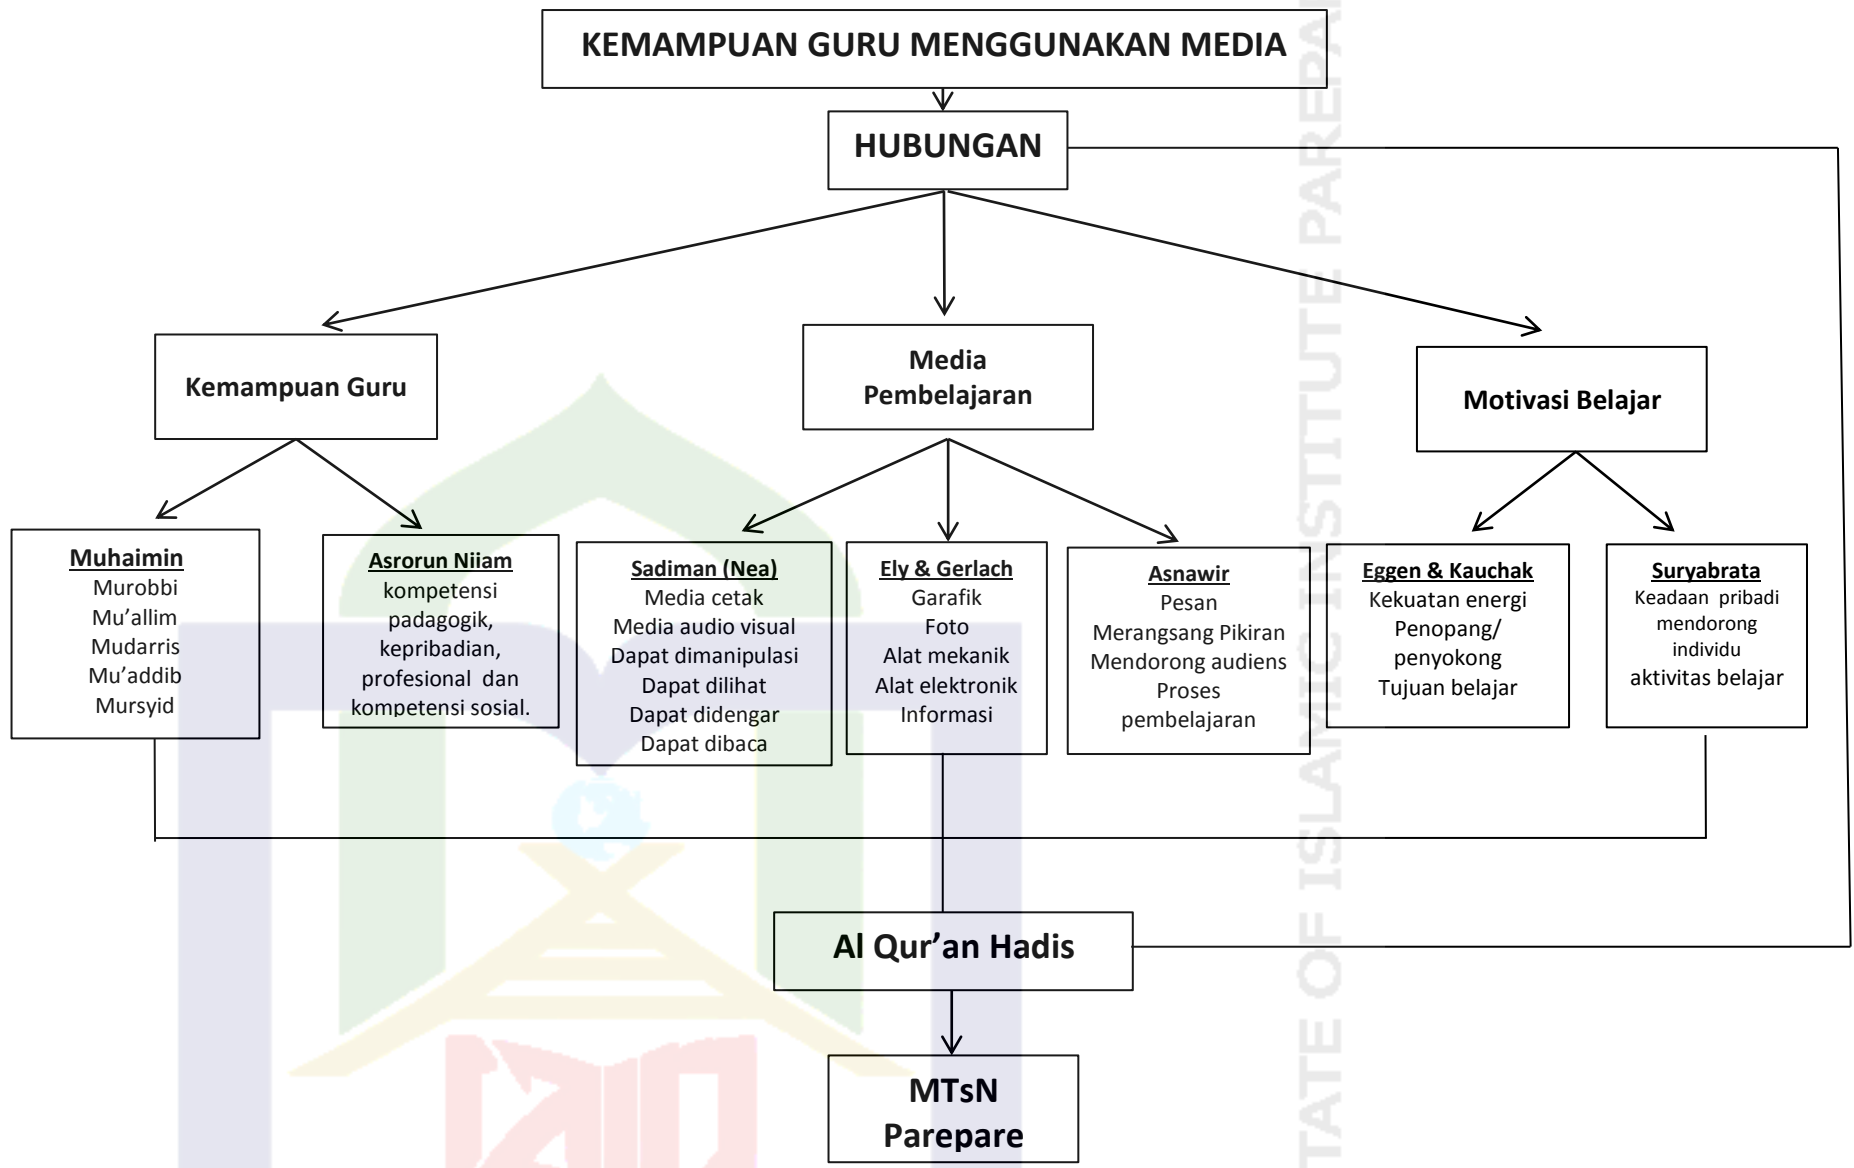 KEMAMPUAN GURU MENGGUNAKAN MEDIA
HUBUNGAN
Kemampuan Guru
Media
Pembelajaran
Motivasi Belajar
Muhaimin
Murobbi
Mu’allim
Mudarris
Mu’addib
Mursyid
Asrorun Niiam
kompetensi
padagogik,
kepribadian,
profesional dan
kompetensi sosial.
Sadiman (Nea)
Media cetak
Media audio visual
Dapat dimanipulasi
Dapat dilihat
Dapat didengar
Dapat dibaca
Ely & Gerlach
Garafik
Foto
Alat mekanik
Alat elektronik
Informasi
Asnawir
Pesan
Merangsang Pikiran
Mendorong audiens
Proses
pembelajaran
Eggen & Kauchak
Kekuatan energi
Penopang/
penyokong
Tujuan belajar
Suryabrata
Keadaan pribadi
mendorong
individu
aktivitas belajar
Al Qur’an Hadis
MTsN
Parepare
OF ISLAMIC INSTITUTE